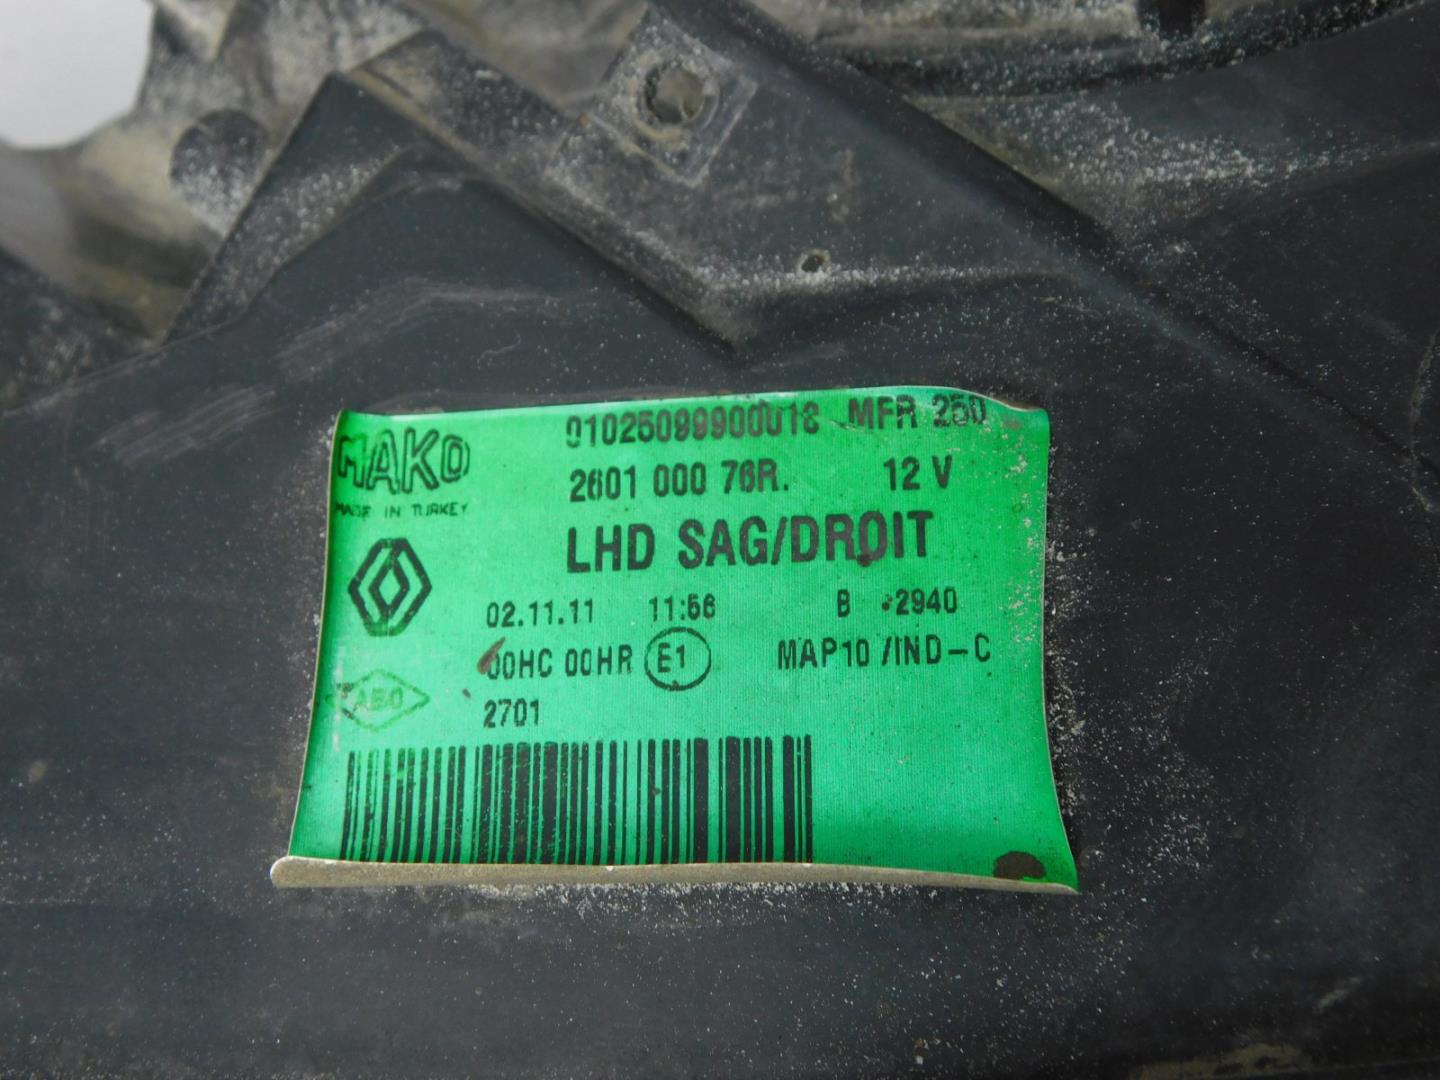 MAKO
MADE IN TURKEY
01025099900018 MFR 250
2601 000 76R. 12 V
LHD SAG/DROIT
02.11.11 11:56 B -2940
00HC 00HR E1 MAP10 /IND-C
2701